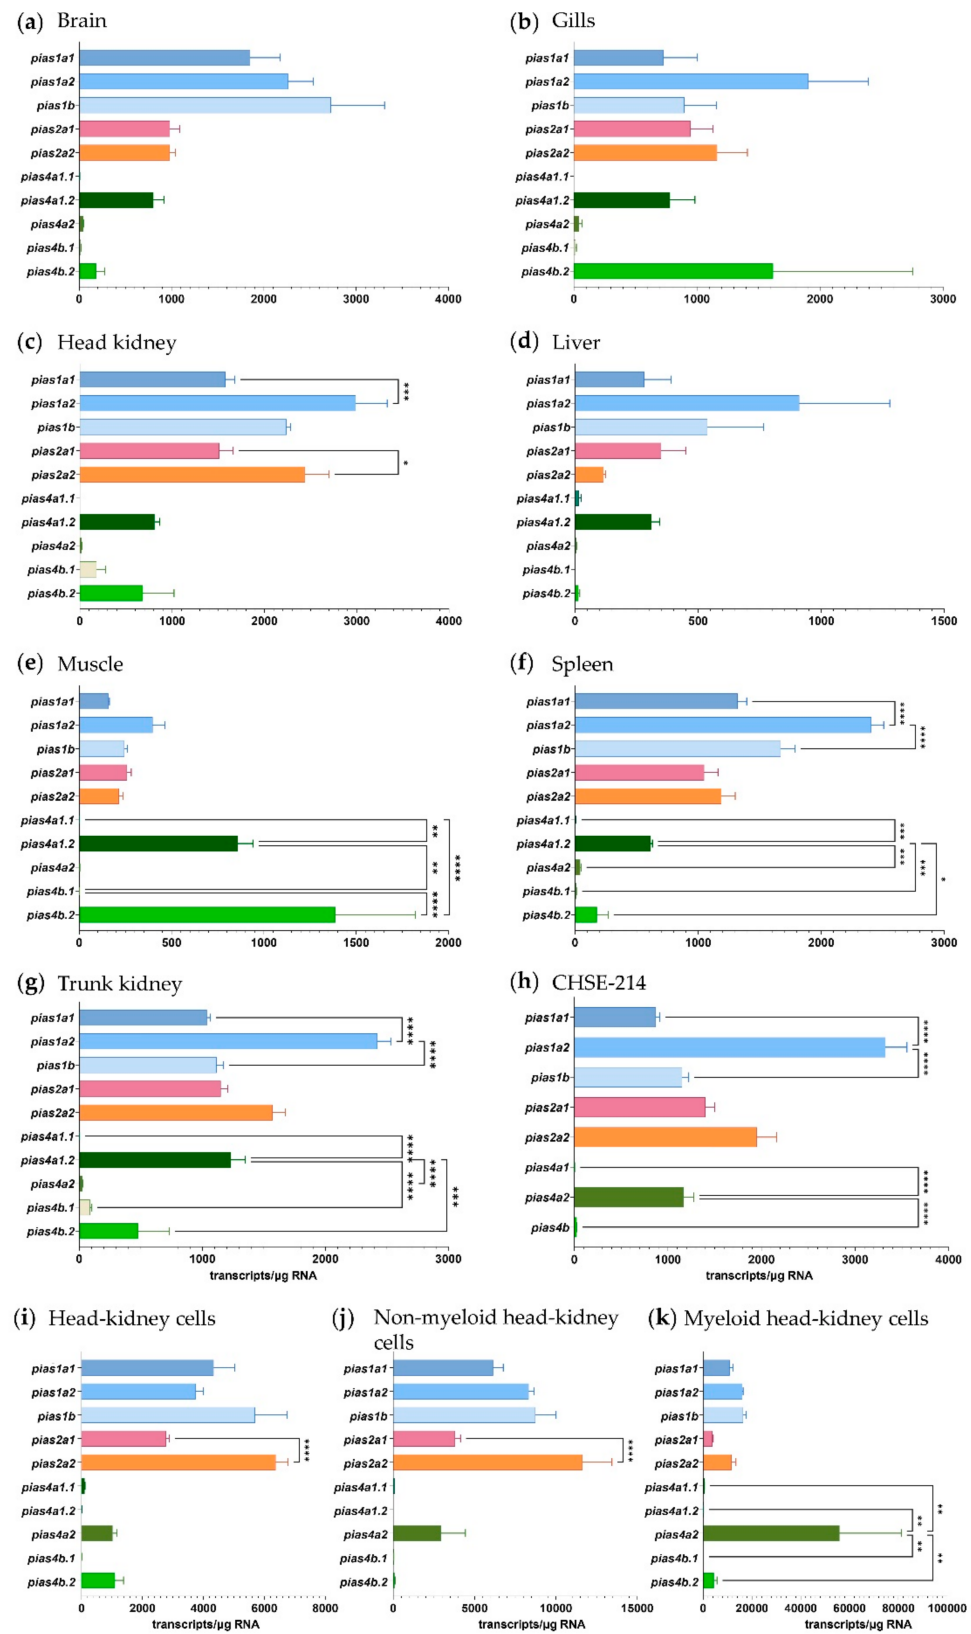 (a) Brain
pias1a1
pias1a2
pias1b
pias2a1
pias2a2
pias4a1.1
pias4a1.2
pias4a2
pias4b.1
pias4b.2
0 1000 2000 3000 4000
(b) Gills
pias1a1
pias1a2
pias1b
pias2a1
pias2a2
pias4a1.1
pias4a1.2
pias4a2
pias4b.1
pias4b.2
0 1000 2000 3000
(c) Head kidney
pias1a1
pias1a2
pias1b
pias2a1
pias2a2
pias4a1.1
pias4a1.2
pias4a2
pias4b.1
pias4b.2
***
*
0 1000 2000 3000 4000
(d) Liver
pias1a1
pias1a2
pias1b
pias2a1
pias2a2
pias4a1.1
pias4a1.2
pias4a2
pias4b.1
pias4b.2
0 500 1000 1500
(e) Muscle
pias1a1
pias1a2
pias1b
pias2a1
pias2a2
pias4a1.1
pias4a1.2
pias4a2
pias4b.1
pias4b.2
**
**
****
****
0 500 1000 1500 2000
(f) Spleen
pias1a1
pias1a2
pias1b
pias2a1
pias2a2
pias4a1.1
pias4a1.2
pias4a2
pias4b.1
pias4b.2
****
****
***
***
***
*
0 1000 2000 3000
(g) Trunk kidney
pias1a1
pias1a2
pias1b
pias2a1
pias2a2
pias4a1.1
pias4a1.2
pias4a2
pias4b.1
pias4b.2
****
****
****
****
****
***
0 1000 2000 3000
transcripts/µg RNA
(h) CHSE-214
pias1a1
pias1a2
pias1b
pias2a1
pias2a2
pias4a1
pias4a2
pias4b
****
****
****
****
0 1000 2000 3000 4000
transcripts/µg RNA
(i) Head-kidney cells
pias1a1
pias1a2
pias1b
pias2a1
pias2a2
pias4a1.1
pias4a1.2
pias4a2
pias4b.1
pias4b.2
****
0 2000 4000 6000 8000
transcripts/µg RNA
(j) Non-myeloid head-kidney
cells
pias1a1
pias1a2
pias1b
pias2a1
pias2a2
pias4a1.1
pias4a1.2
pias4a2
pias4b.1
pias4b.2
****
0 5000 10000 15000
transcripts/µg RNA
(k) Myeloid head-kidney cells
pias1a1
pias1a2
pias1b
pias2a1
pias2a2
pias4a1.1
pias4a1.2
pias4a2
pias4b.1
pias4b.2
**
**
**
**
0 20000 40000 60000 80000 100000
transcripts/µg RNA